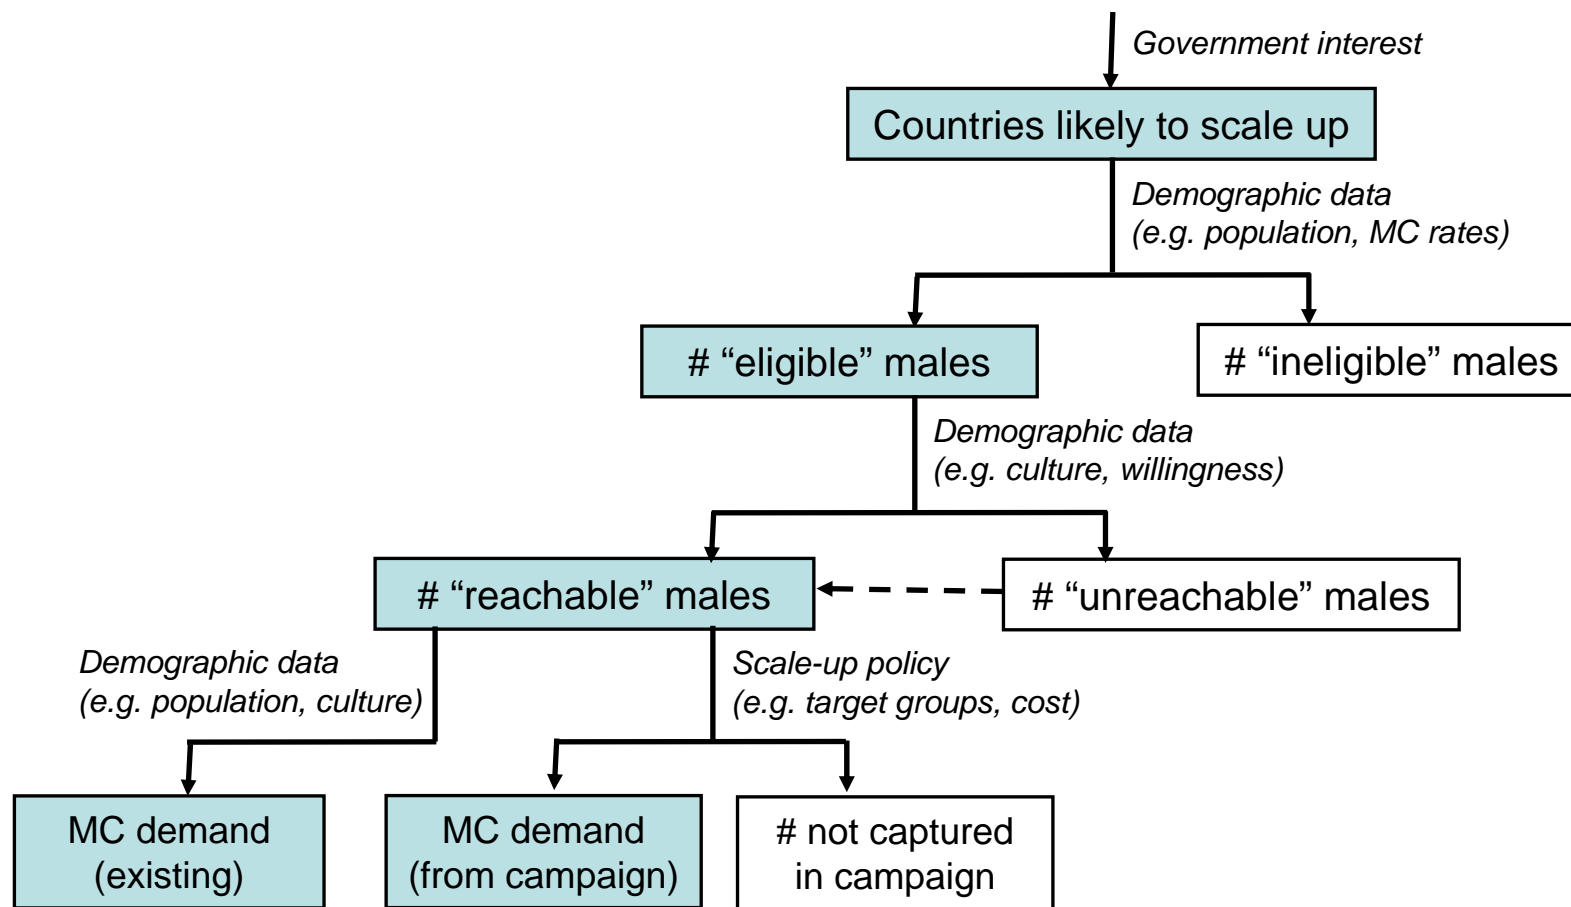 Government interest
Countries likely to scale up
Demographic data
(e.g. population, MC rates)
# “eligible” males
# “ineligible” males
Demographic data
(e.g. culture, willingness)
# “reachable” males
# “unreachable” males
Demographic data
(e.g. population, culture)
Scale-up policy
(e.g. target groups, cost)
MC demand
(existing)
MC demand
(from campaign)
# not captured
in campaign